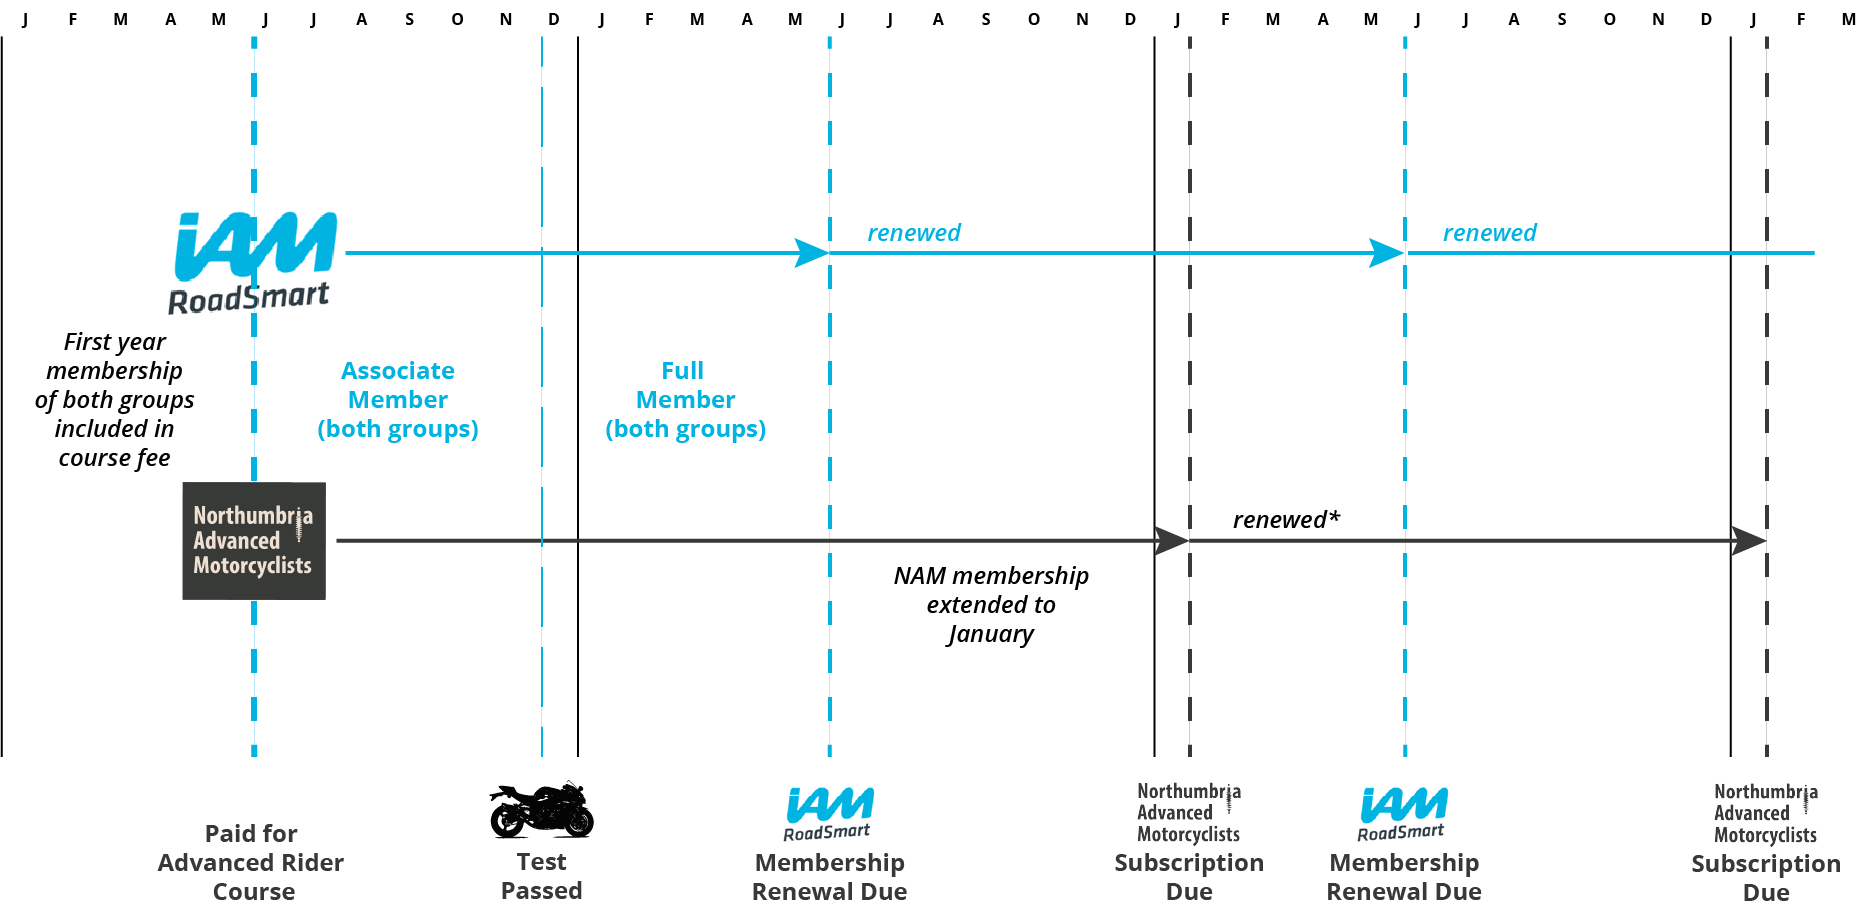 J F M A M J J A S O N D J F M A M J J A S O N D J F M A M J J A S O N D J F M
iAM
RoadSmart
renewed
renewed
First year
membership
of both groups
included in
course fee
Associate
Member
(both groups)
Full
Member
(both groups)
Northumbria
Advanced
Motorcyclists
renewed*
NAM membership
extended to
January
Paid for
Advanced Rider
Course
Test
Passed
iAM
RoadSmart
Membership
Renewal Due
Northumbria
Advanced
Motorcyclists
Subscription
Due
iAM
RoadSmart
Membership
Renewal Due
Northumbria
Advanced
Motorcyclists
Subscription
Due